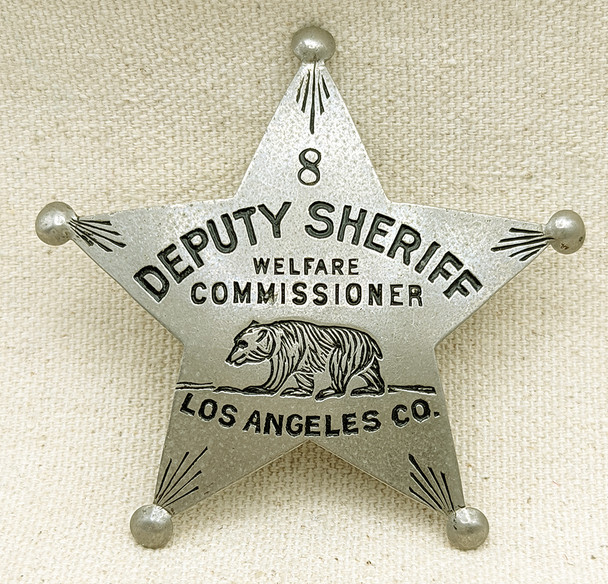 8
DEPUTY SHERIFF
WELFARE
COMMISSIONER
LOS ANGELES CO.